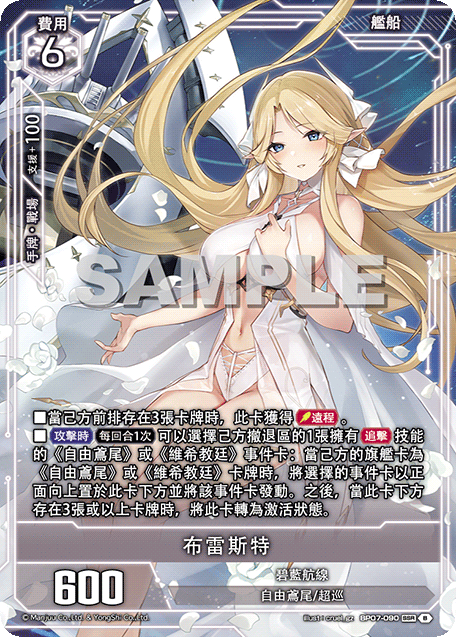 費用
6
艦船
手牌・戰場／支援+100
SAMPLE
■當己方前排存在3張卡牌時，此卡獲得 遠程 。
■ 攻擊時 每回合1次 可以選擇己方撤退區的1張擁有 追擊 技能
的《自由鳶尾》或《維希教廷》事件卡：當己方的旗艦卡為
《自由鳶尾》或《維希教廷》卡牌時，將選擇的事件卡以正
面向上置於此卡下方並將該事件卡發動。之後，當此卡下方
存在3張或以上卡牌時，將此卡轉為激活狀態。
布雷斯特
600
碧藍航線
自由鳶尾/超巡
© Manjuu Co.,Ltd. & YongShi Co.,Ltd.
Illust：cruel_gz
BP07-090 SSR